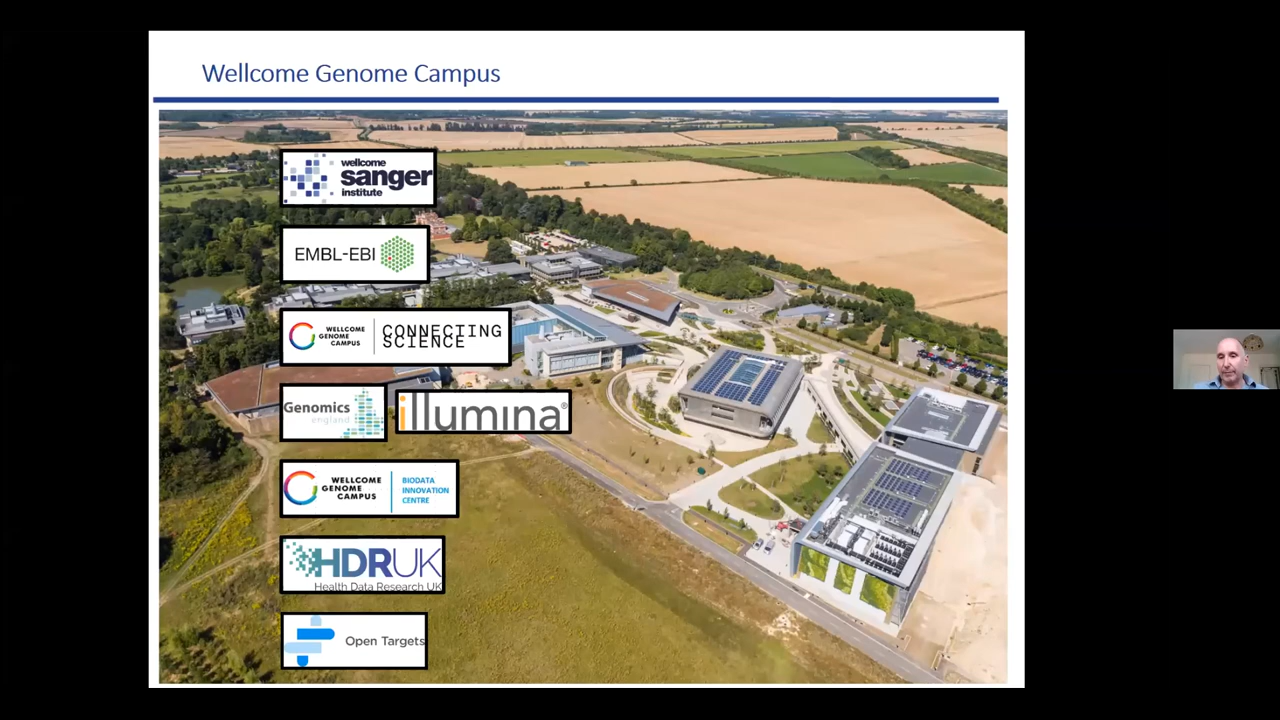 Wellcome Genome Campus
wellcome
sanger
institute
EMBL-EBI
WELLCOME
GENOME
CAMPUS
CONNECTING
SCIENCE
Genomics
england
illumina®
WELLCOME
GENOME
CAMPUS
BIODATA
INNOVATION
CENTRE
HDRUK
Health Data Research UK
Open Targets